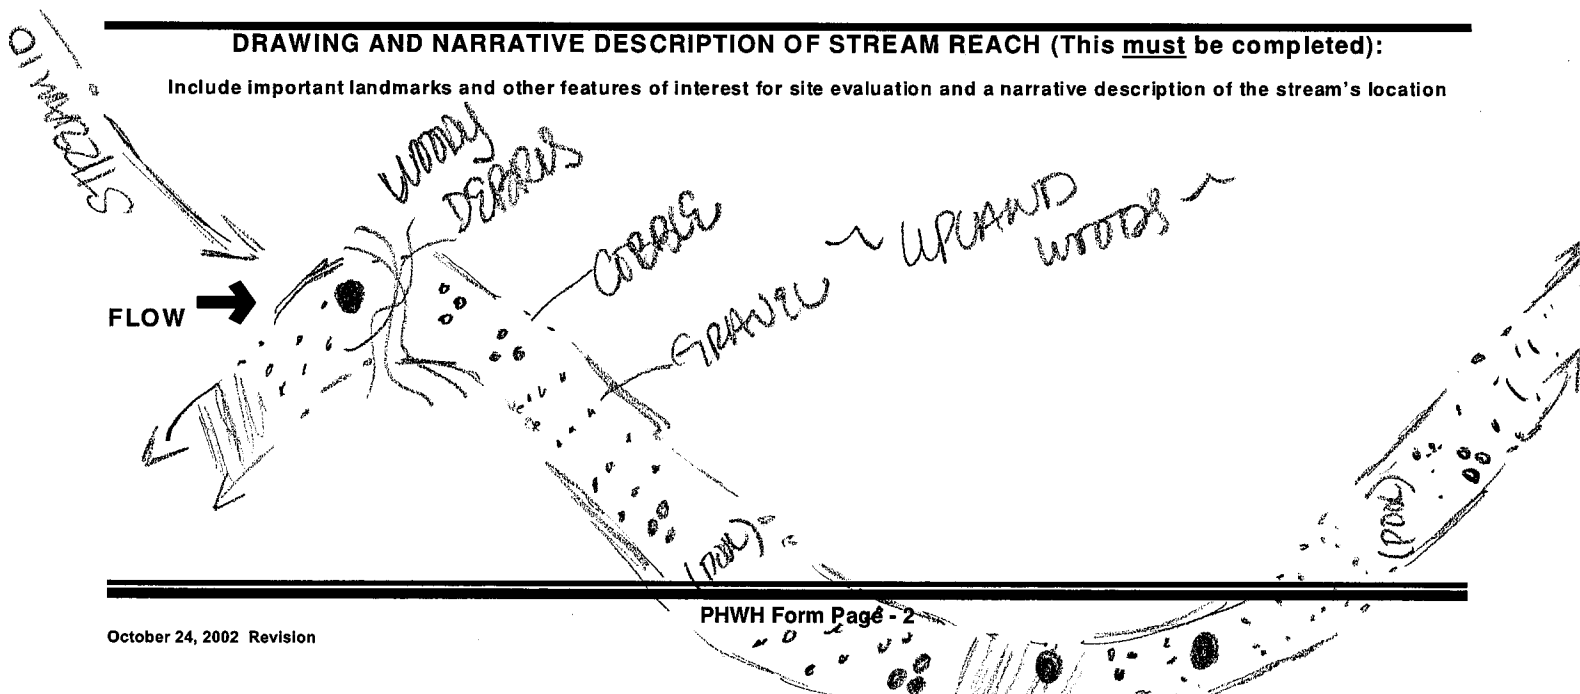 DRAWING AND NARRATIVE DESCRIPTION OF STREAM REACH (This must be completed):
Include important landmarks and other features of interest for site evaluation and a narrative description of the stream's location
WOODY
DEBRIS
COBBLE
GRAVEL
~ UPLAND
WOODS ~
FLOW
(POOL)
(POOL)
PHWH Form Page - 2
October 24, 2002 Revision